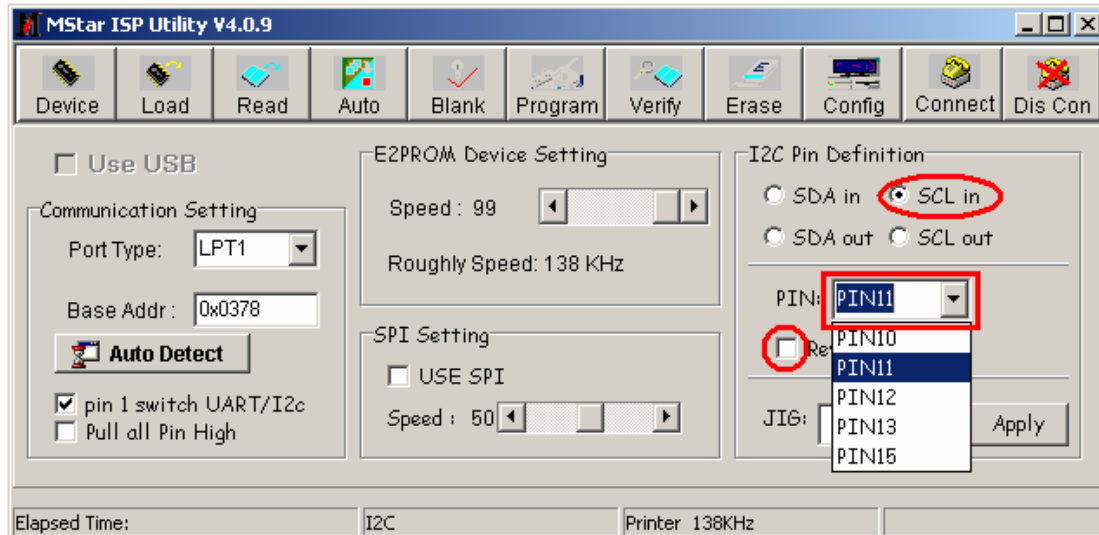 MStar ISP Utility V4.0.9
Device Load Read Auto Blank Program Verify Erase Config Connect Dis Con
Use USB
Communication Setting
Port Type: LPT1
Base Addr : 0x0378
Auto Detect
pin 1 switch UART/I2c
Pull all Pin High
E2PROM Device Setting
Speed : 99
Roughly Speed: 138 KHz
SPI Setting
USE SPI
Speed : 50
I2C Pin Definition
SDA in SCL in
SDA out SCL out
PIN: PIN11
PIN10
PIN11
PIN12
PIN13
PIN15
JIG:
Apply
Elapsed Time: I2C Printer 138KHz